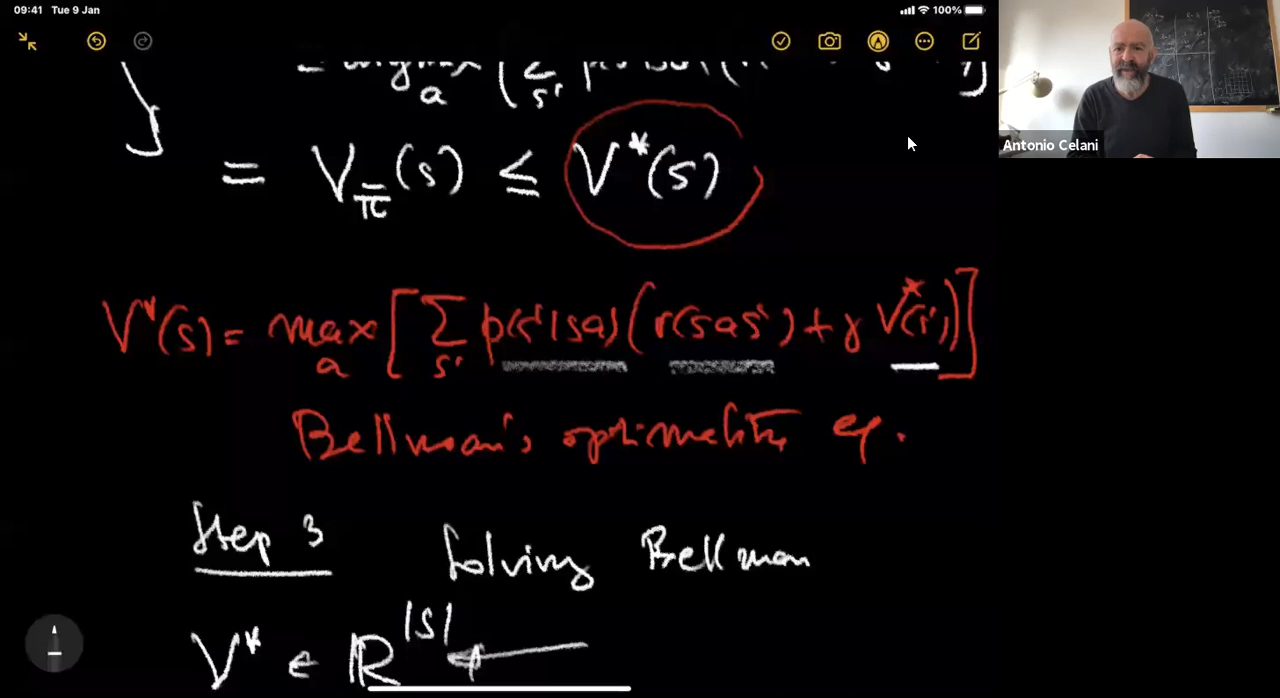 09:41 Tue 9 Jan 100%
Antonio Celani
= V_π̄(s) ≤ V*(s)
V*(s) = max_a [ Σ_s' p(s'|sa) ( r(sas') + γ V*(s') ) ]
Bellman's optimality eq.
Step 3 Solving Bellman
V* ∈ ℝ^|S| ←